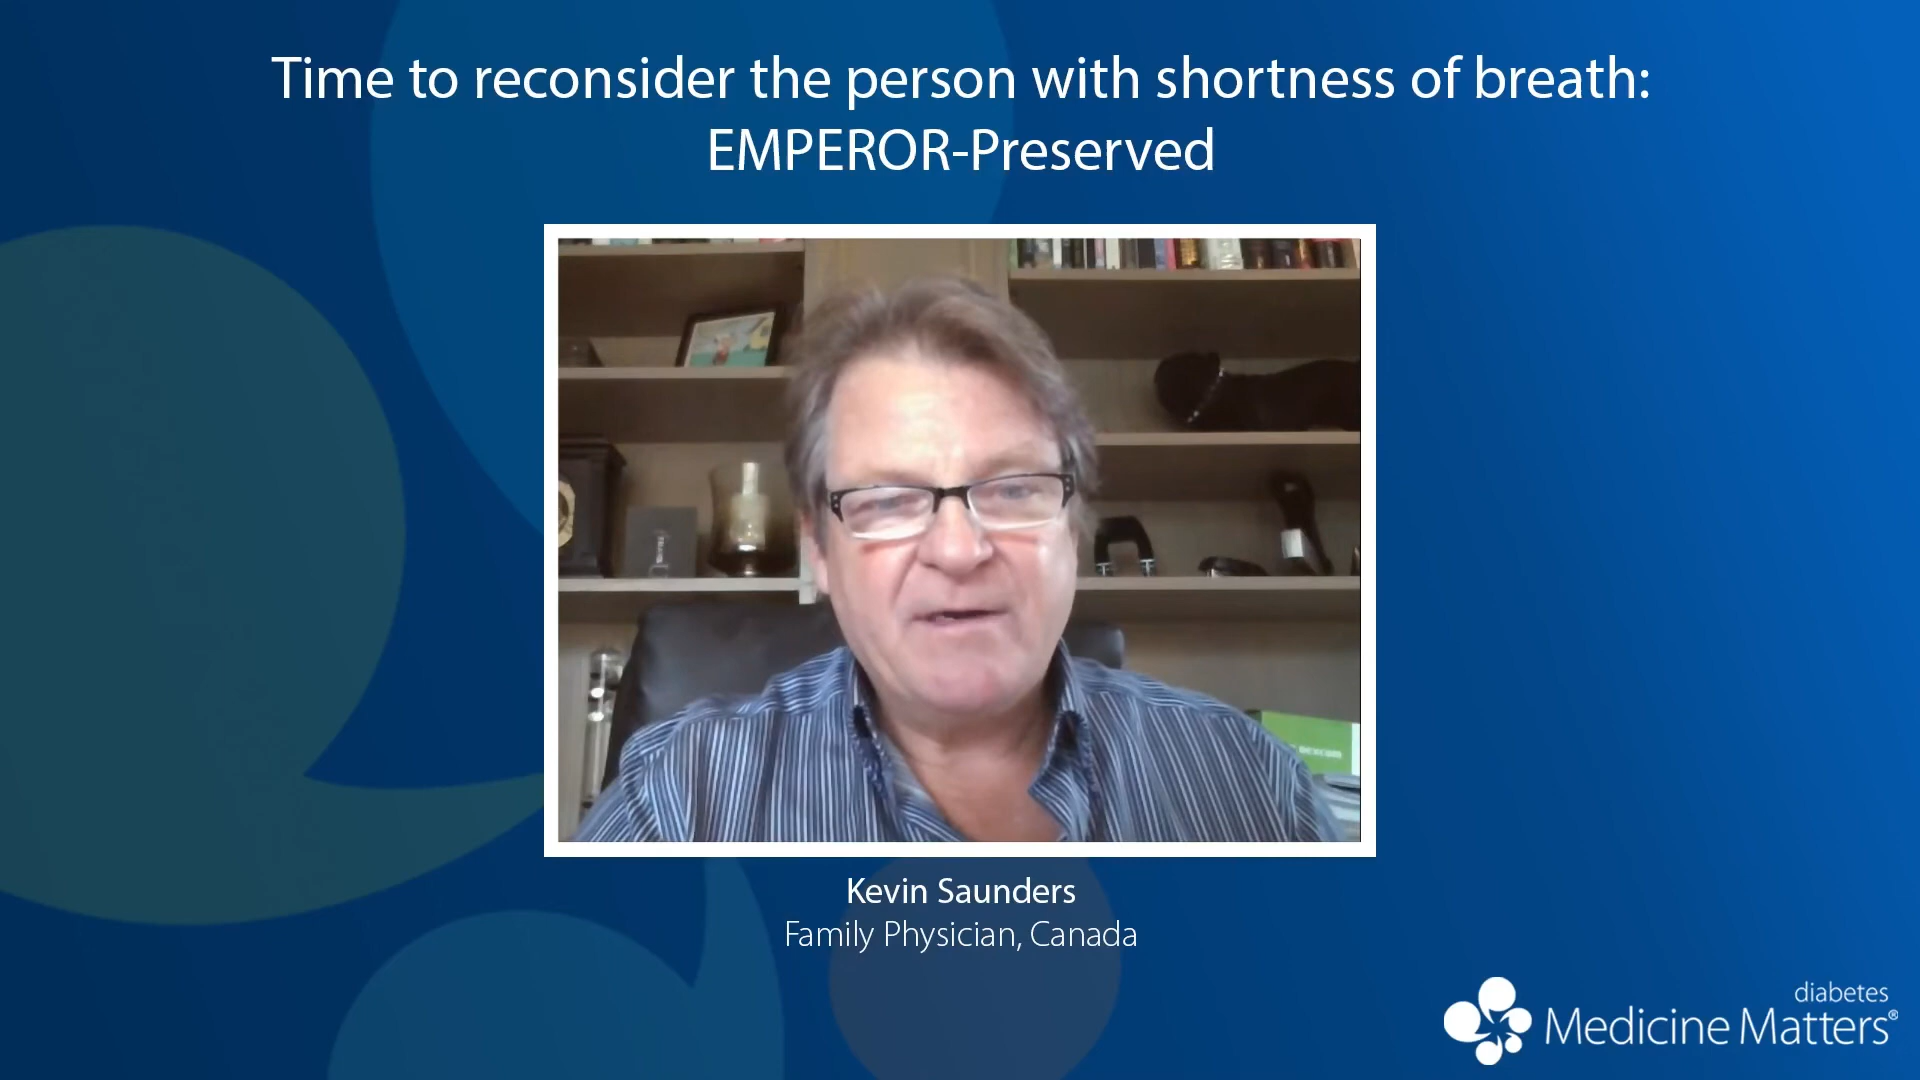 Time to reconsider the person with shortness of breath:
EMPEROR-Preserved
dexcom
Kevin Saunders
Family Physician, Canada
diabetes
Medicine Matters®